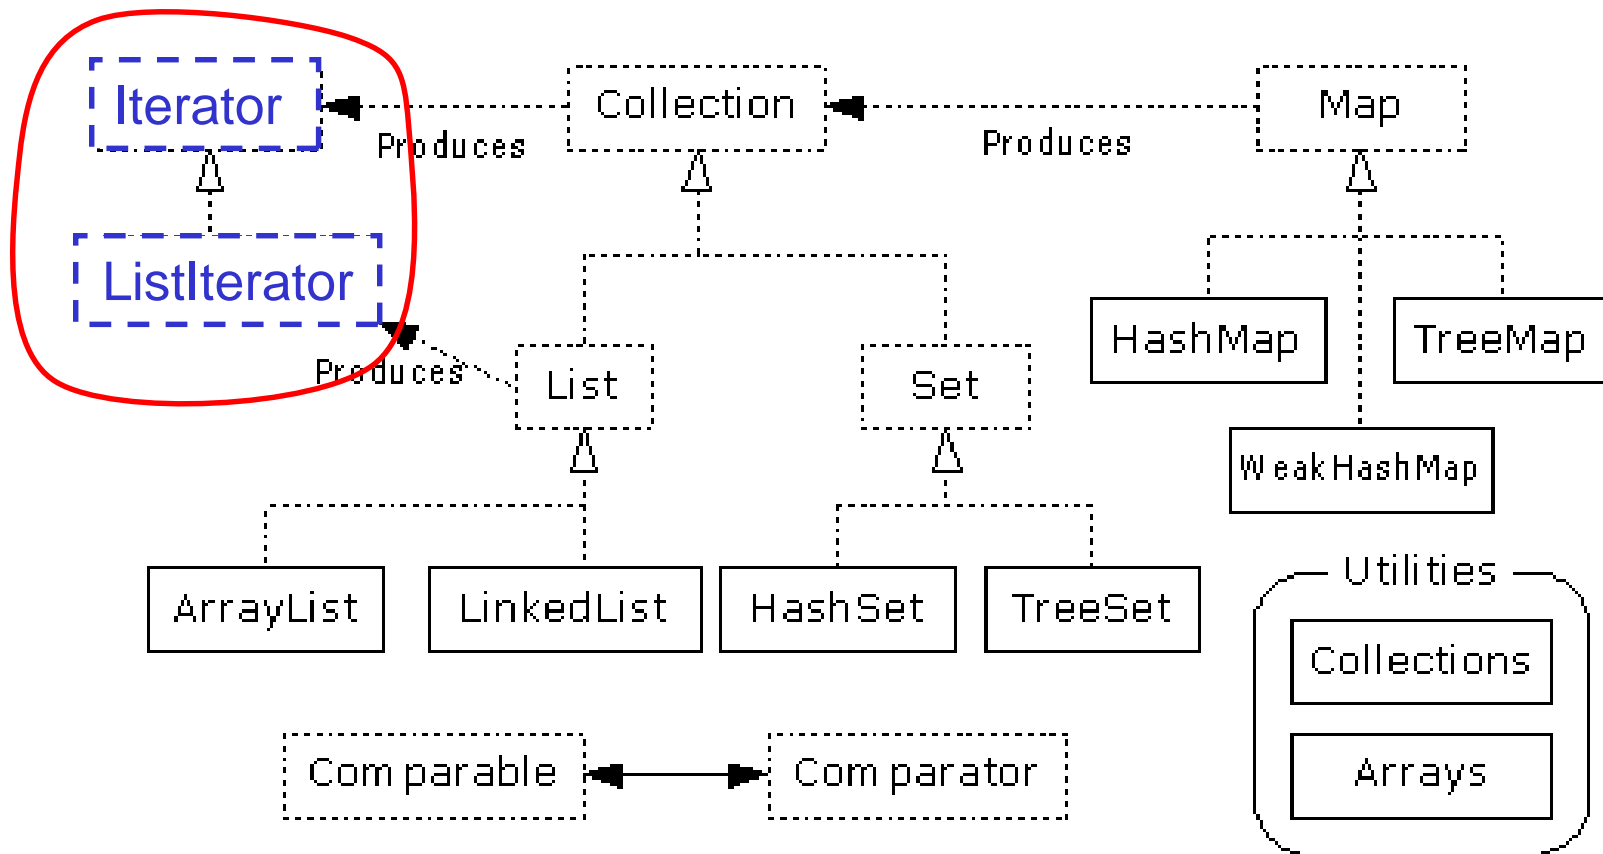 Iterator
Collection
Map
Produces
Produces
ListIterator
Produces
List
Set
HashMap
TreeMap
WeakHashMap
ArrayList
LinkedList
HashSet
TreeSet
Utilities
Collections
Comparable
Comparator
Arrays